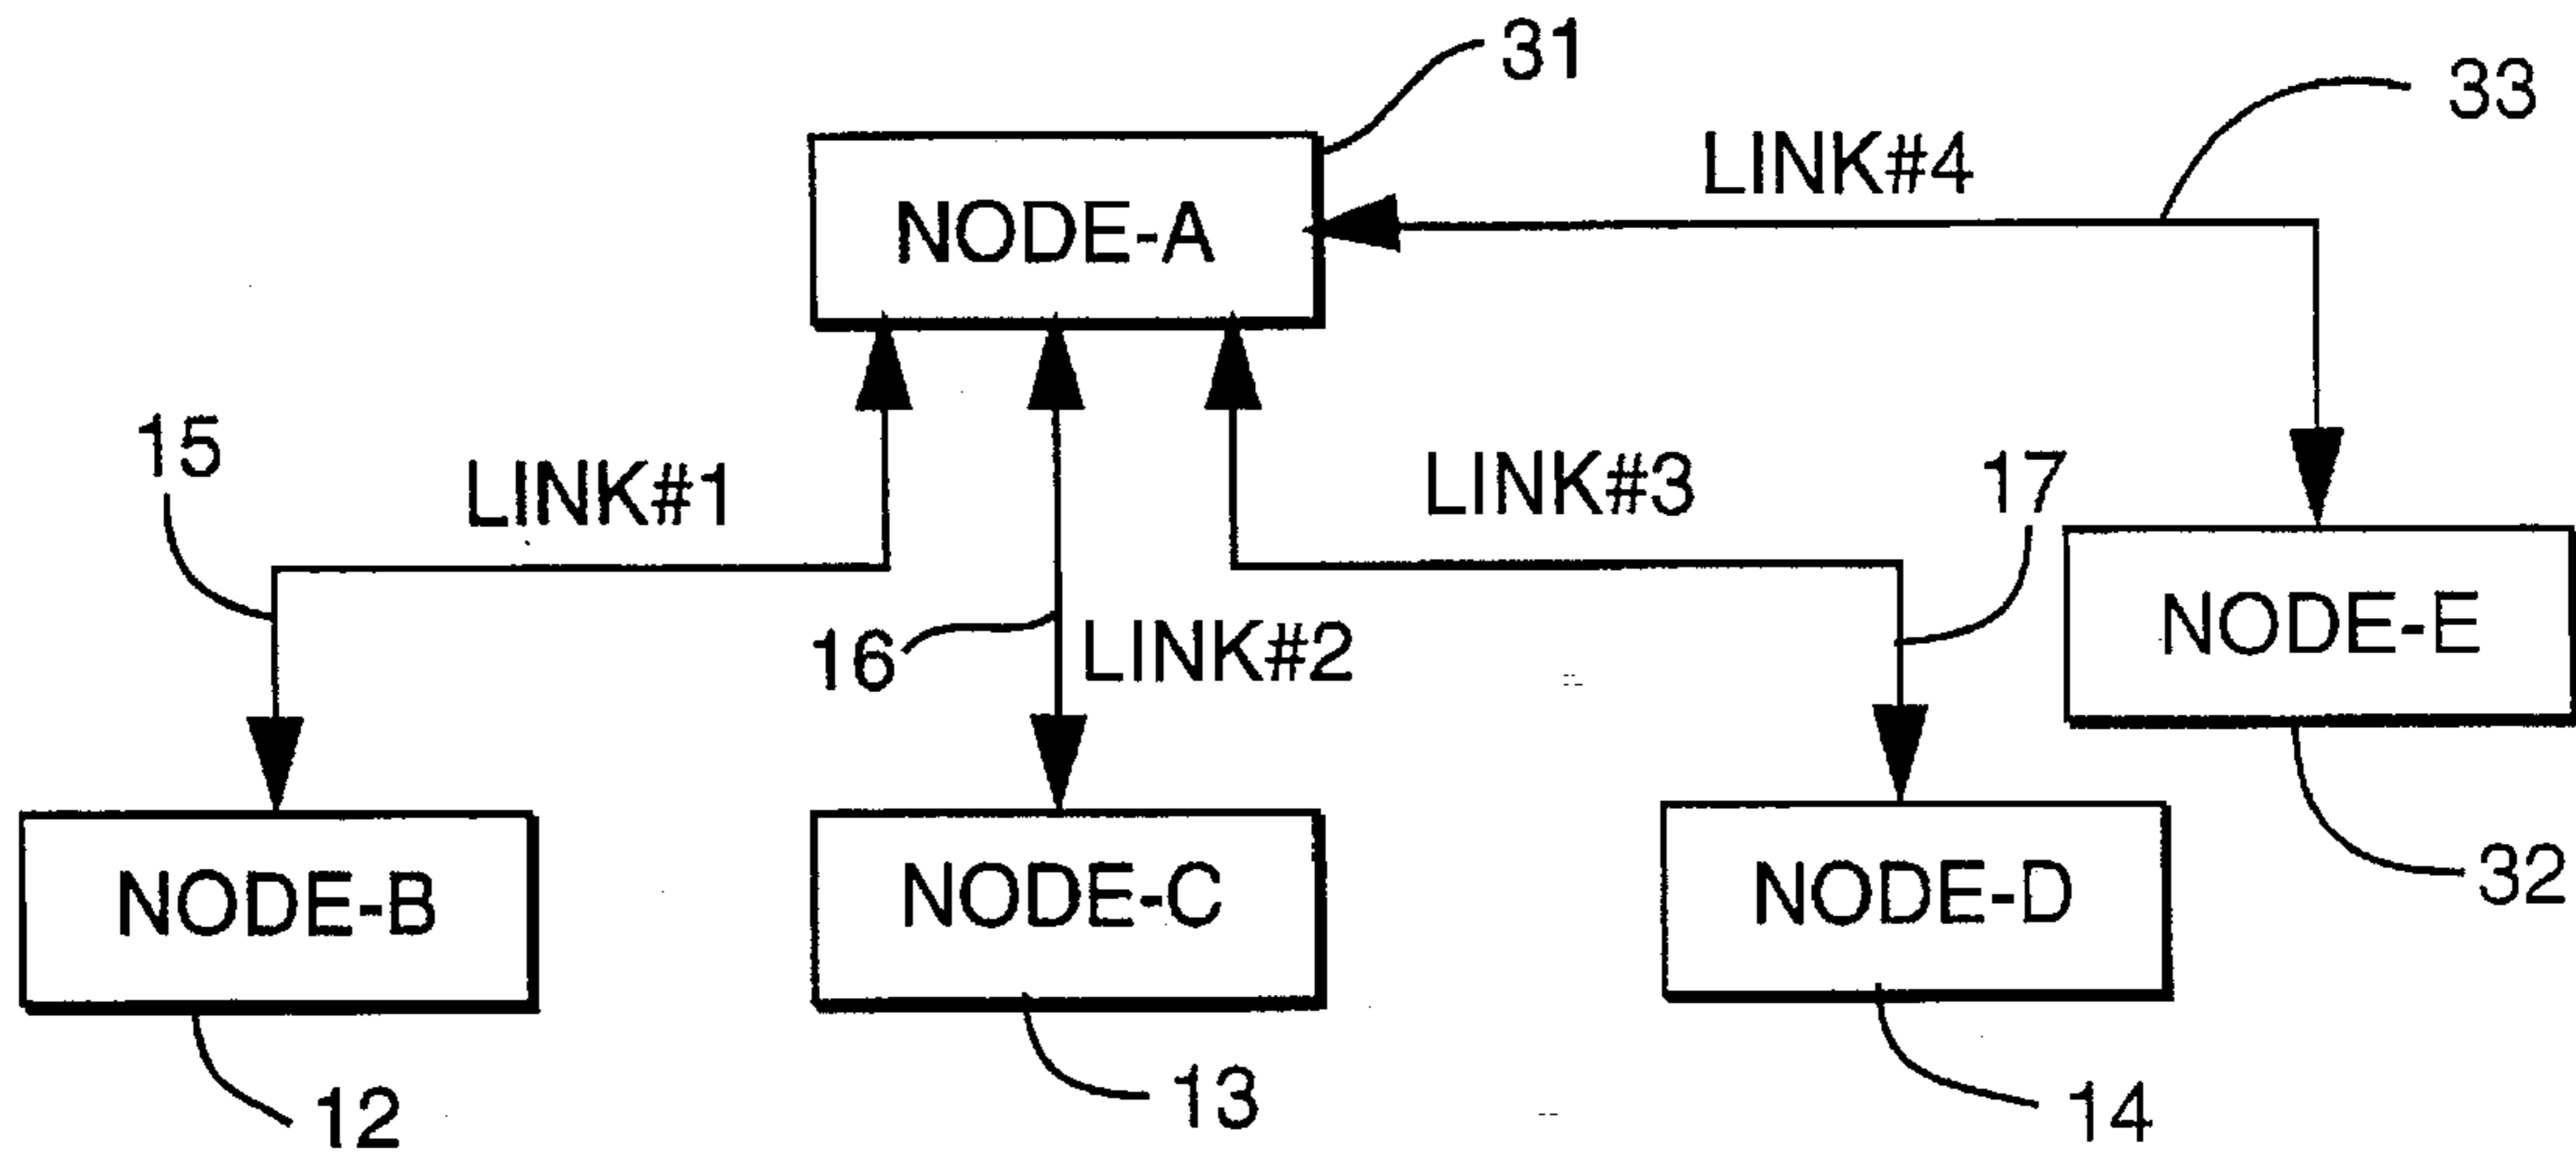 31
33
LINK#4
NODE-A
15
LINK#1
LINK#3
17
16
LINK#2
NODE-E
NODE-B
NODE-C
NODE-D
32
12
13
14